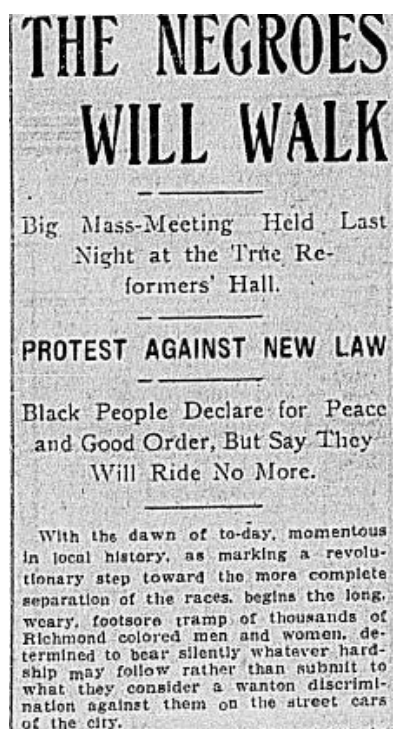 THE NEGROES
WILL WALK
Big Mass-Meeting Held Last
Night at the True Re-
formers' Hall.
PROTEST AGAINST NEW LAW
Black People Declare for Peace
and Good Order, But Say They
Will Ride No More.
With the dawn of to-day, momentous
in local history, as marking a revolu-
tionary step toward the more complete
separation of the races, begins the long,
weary, footsore tramp of thousands of
Richmond colored men and women, de-
termined to bear silently whatever hard-
ship may follow rather than submit to
what they consider a wanton discrimi-
nation against them on the street cars
of the city.